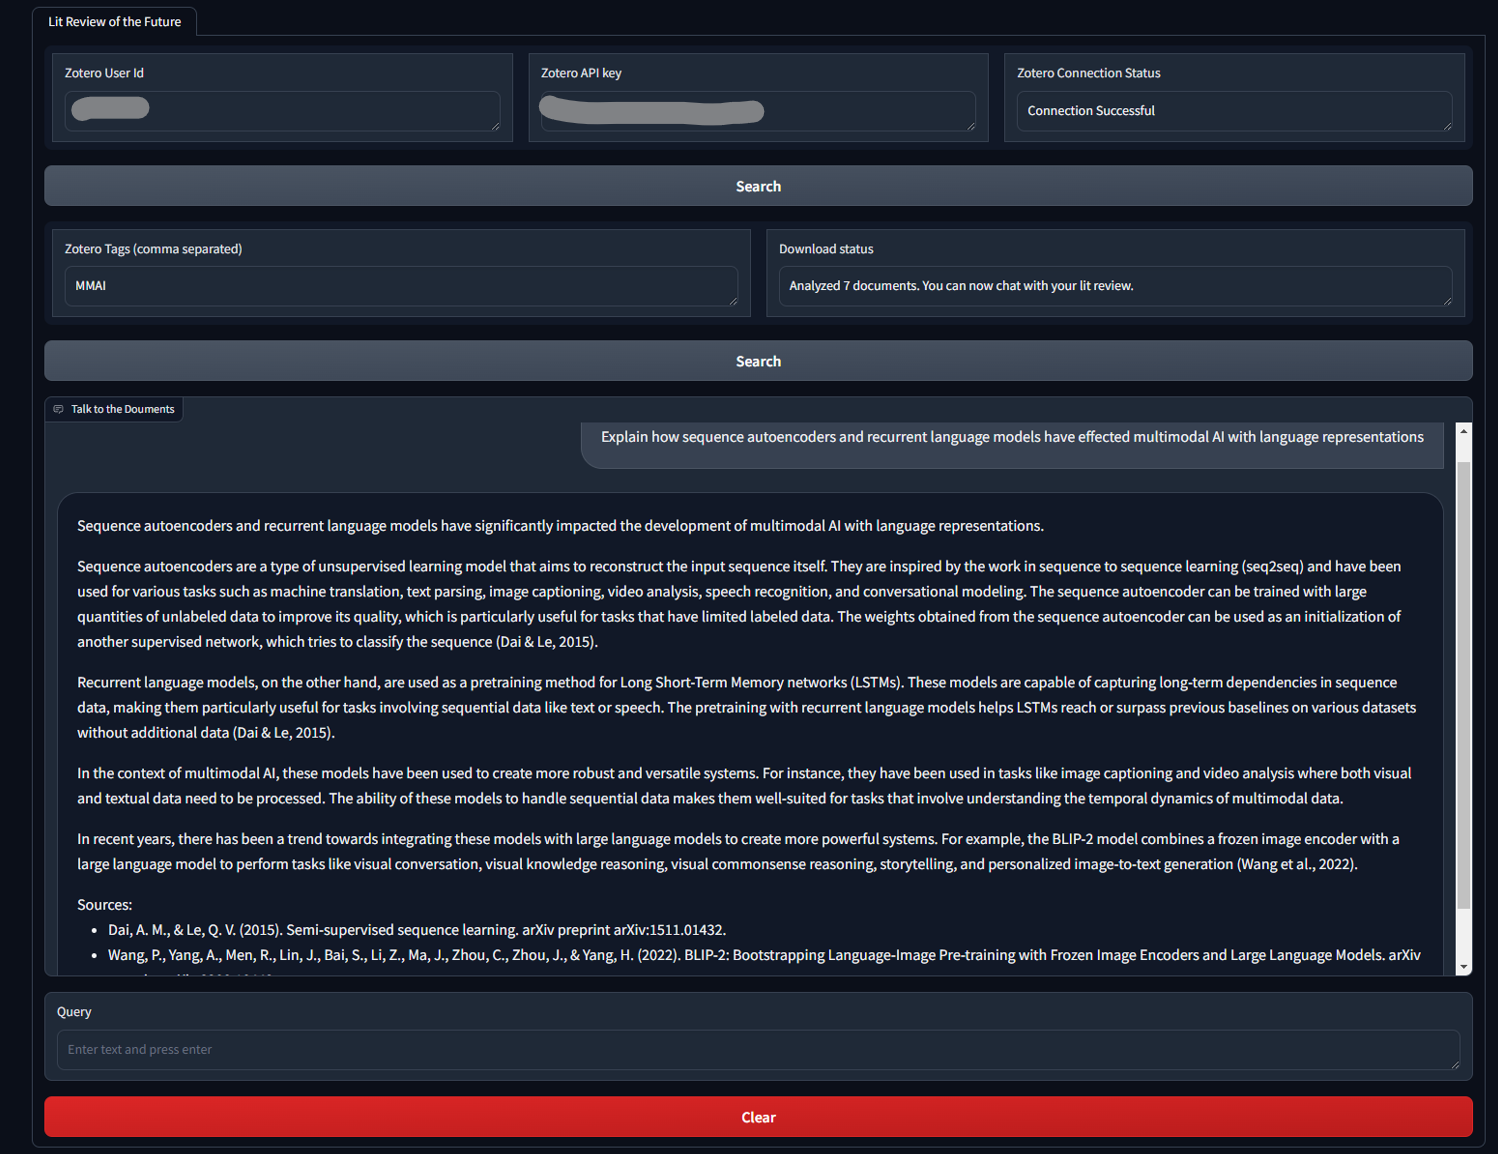 Lit Review of the Future
Zotero User Id
Zotero API key
Zotero Connection Status
Connection Successful
Search
Zotero Tags (comma separated)
Download status
MMAI
Analyzed 7 documents. You can now chat with your lit review.
Search
Talk to the Douments
Explain how sequence autoencoders and recurrent language models have effected multimodal AI with language representations
Sequence autoencoders and recurrent language models have significantly impacted the development of multimodal AI with language representations.
Sequence autoencoders are a type of unsupervised learning model that aims to reconstruct the input sequence itself. They are inspired by the work in sequence to sequence learning (seq2seq) and have been
used for various tasks such as machine translation, text parsing, image captioning, video analysis, speech recognition, and conversational modeling. The sequence autoencoder can be trained with large
quantities of unlabeled data to improve its quality, which is particularly useful for tasks that have limited labeled data. The weights obtained from the sequence autoencoder can be used as an initialization of
another supervised network, which tries to classify the sequence (Dai & Le, 2015).
Recurrent language models, on the other hand, are used as a pretraining method for Long Short-Term Memory networks (LSTMs). These models are capable of capturing long-term dependencies in sequence
data, making them particularly useful for tasks involving sequential data like text or speech. The pretraining with recurrent language models helps LSTMs reach or surpass previous baselines on various datasets
without additional data (Dai & Le, 2015).
In the context of multimodal AI, these models have been used to create more robust and versatile systems. For instance, they have been used in tasks like image captioning and video analysis where both visual
and textual data need to be processed. The ability of these models to handle sequential data makes them well-suited for tasks that involve understanding the temporal dynamics of multimodal data.
In recent years, there has been a trend towards integrating these models with large language models to create more powerful systems. For example, the BLIP-2 model combines a frozen image encoder with a
large language model to perform tasks like visual conversation, visual knowledge reasoning, visual commonsense reasoning, storytelling, and personalized image-to-text generation (Wang et al., 2022).
Sources:
• Dai, A. M., & Le, Q. V. (2015). Semi-supervised sequence learning. arXiv preprint arXiv:1511.01432.
• Wang, P., Yang, A., Men, R., Lin, J., Bai, S., Li, Z., Ma, J., Zhou, C., Zhou, J., & Yang, H. (2022). BLIP-2: Bootstrapping Language-Image Pre-training with Frozen Image Encoders and Large Language Models. arXiv
Query
Enter text and press enter
Clear